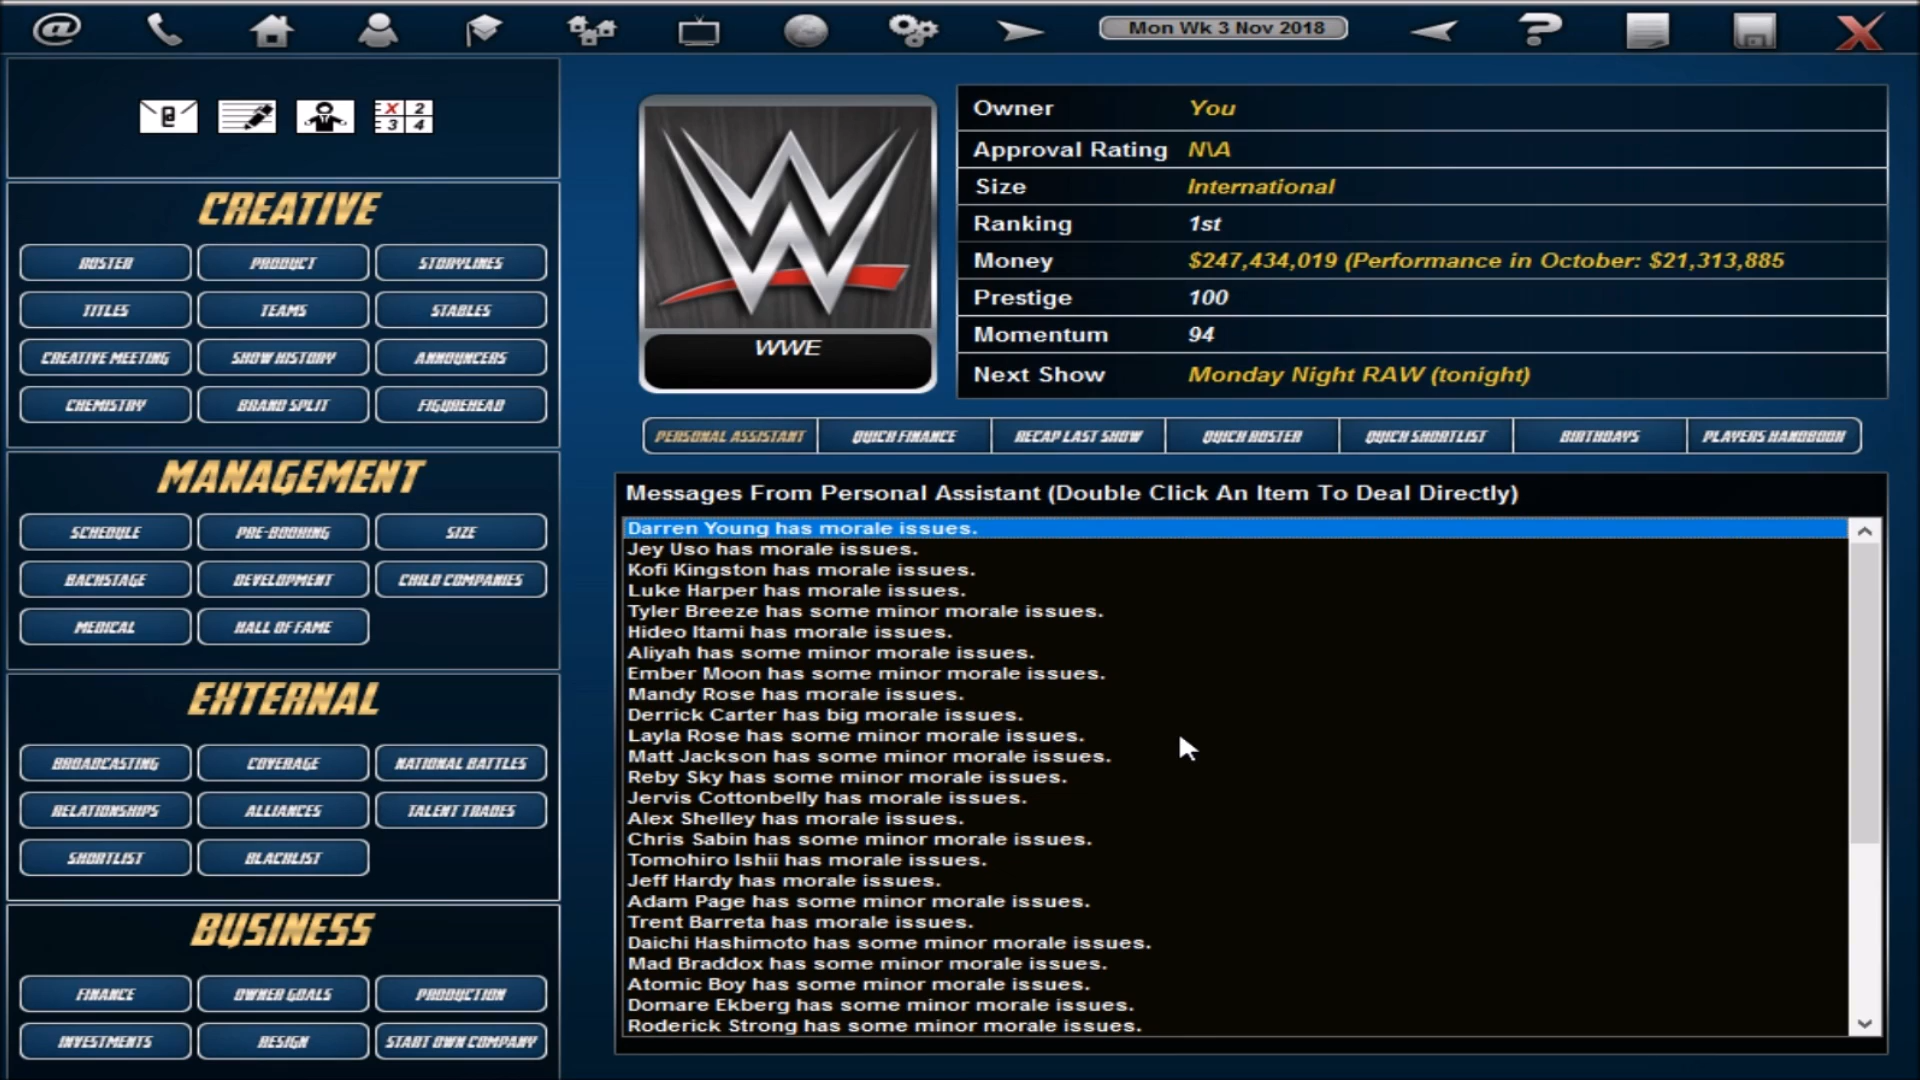 Mon Wk 3 Nov 2018
X 2
3 4
CREATIVE
ROSTER PRODUCT STORYLINES
TITLES TEAMS STABLES
CREATIVE MEETING SHOW HISTORY ANNOUNCERS
CHEMISTRY BRAND SPLIT FIGUREHEAD
MANAGEMENT
SCHEDULE PRE-BOOKING SIZE
BACKSTAGE DEVELOPMENT CHILD COMPANIES
MEDICAL HALL OF FAME
EXTERNAL
BROADCASTING COVERAGE NATIONAL BATTLES
RELATIONSHIPS ALLIANCES TALENT TRADES
SHORTLIST BLACKLIST
BUSINESS
FINANCE OWNER GOALS PRODUCTION
INVESTMENTS RESIGN START OWN COMPANY
WWE
Owner You
Approval Rating N\A
Size International
Ranking 1st
Money $247,434,019 (Performance in October: $21,313,885
Prestige 100
Momentum 94
Next Show Monday Night RAW (tonight)
PERSONAL ASSISTANT QUICK FINANCE RECAP LAST SHOW QUICK ROSTER QUICK SHORTLIST BIRTHDAYS PLAYERS HANDBOOK
Messages From Personal Assistant (Double Click An Item To Deal Directly)
Darren Young has morale issues.
Jey Uso has morale issues.
Kofi Kingston has morale issues.
Luke Harper has morale issues.
Tyler Breeze has some minor morale issues.
Hideo Itami has morale issues.
Aliyah has some minor morale issues.
Ember Moon has some minor morale issues.
Mandy Rose has morale issues.
Derrick Carter has big morale issues.
Layla Rose has some minor morale issues.
Matt Jackson has some minor morale issues.
Reby Sky has some minor morale issues.
Jervis Cottonbelly has morale issues.
Alex Shelley has morale issues.
Chris Sabin has some minor morale issues.
Tomohiro Ishii has morale issues.
Jeff Hardy has morale issues.
Adam Page has some minor morale issues.
Trent Barreta has morale issues.
Daichi Hashimoto has some minor morale issues.
Mad Braddox has some minor morale issues.
Atomic Boy has some minor morale issues.
Domare Ekberg has some minor morale issues.
Roderick Strong has some minor morale issues.